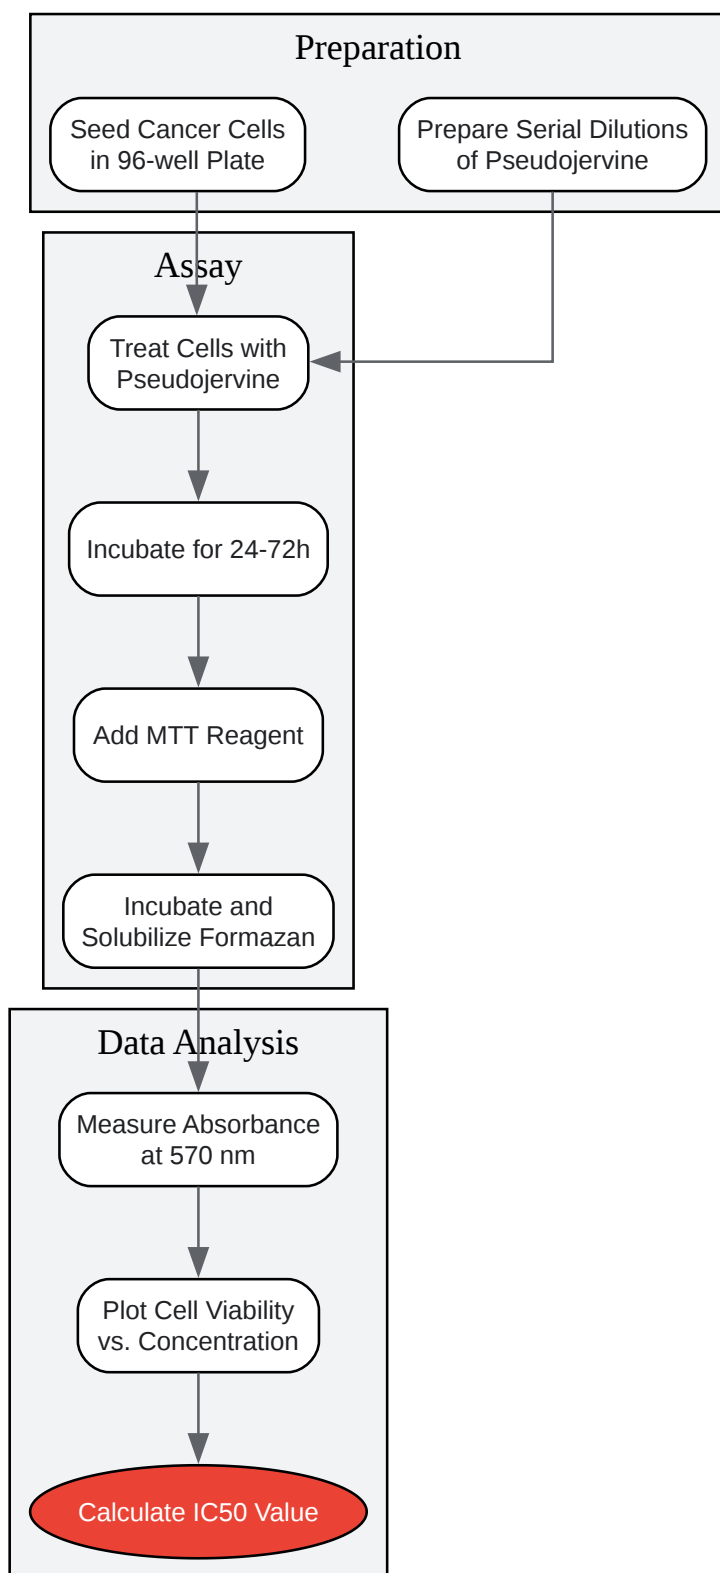 Preparation
Seed Cancer Cells
in 96-well Plate
Prepare Serial Dilutions
of Pseudojervine
Assay
Treat Cells with
Pseudojervine
Incubate for 24-72h
Add MTT Reagent
Incubate and
Solubilize Formazan
Data Analysis
Measure Absorbance
at 570 nm
Plot Cell Viability
vs. Concentration
Calculate IC50 Value